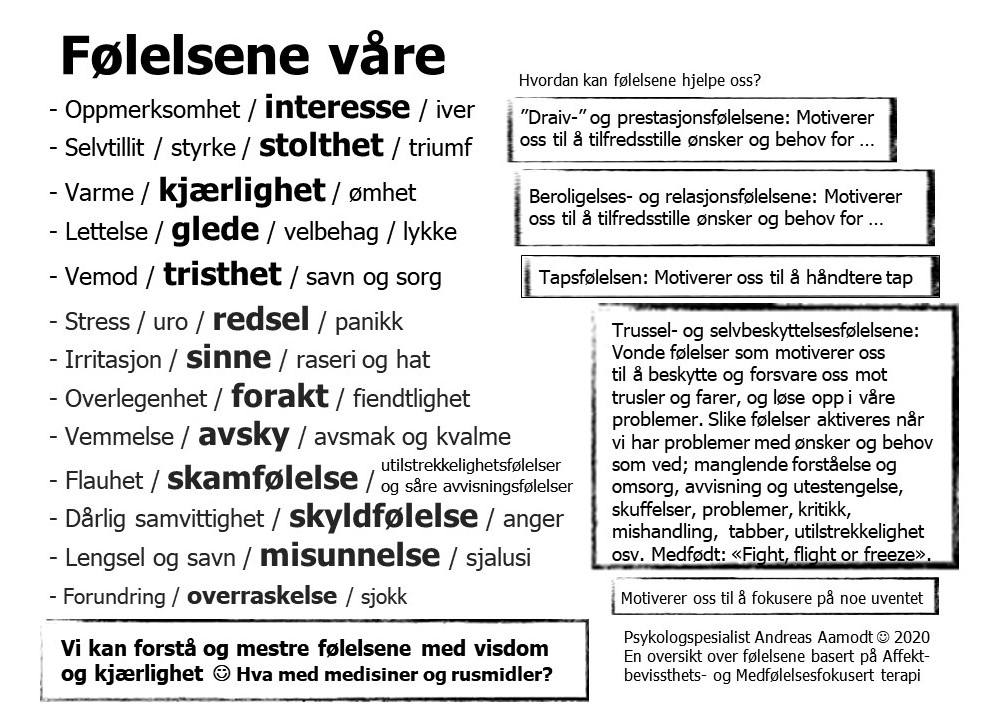 Følelsene våre
- Oppmerksomhet / interesse / iver
- Selvtillit / styrke / stolthet / triumf
- Varme / kjærlighet / ømhet
- Lettelse / glede / velbehag / lykke
- Vemod / tristhet / savn og sorg
- Stress / uro / redsel / panikk
- Irritasjon / sinne / raseri og hat
- Overlegenhet / forakt / fiendtlighet
- Vemmelse / avsky / avsmak og kvalme
- Flauhet / skamfølelse / utilstrekkelighetsfølelser
og såre avvisningsfølelser
- Dårlig samvittighet / skyldfølelse / anger
- Lengsel og savn / misunnelse / sjalusi
- Forundring / overraskelse / sjokk
Vi kan forstå og mestre følelsene med visdom
og kjærlighet ☺ Hva med medisiner og rusmidler?
Hvordan kan følelsene hjelpe oss?
”Draiv-” og prestasjonsfølelsene: Motiverer
oss til å tilfredsstille ønsker og behov for ...
Beroligelses- og relasjonsfølelsene: Motiverer
oss til å tilfredsstille ønsker og behov for ...
Tapsfølelsen: Motiverer oss til å håndtere tap
Trussel- og selvbeskyttelsesfølelsene:
Vonde følelser som motiverer oss
til å beskytte og forsvare oss mot
trusler og farer, og løse opp i våre
problemer. Slike følelser aktiveres når
vi har problemer med ønsker og behov
som ved; manglende forståelse og
omsorg, avvisning og utestengelse,
skuffelser, problemer, kritikk,
mishandling, tabber, utilstrekkelighet
osv. Medfødt: «Fight, flight or freeze».
Motiverer oss til å fokusere på noe uventet
Psykologspesialist Andreas Aamodt ☺ 2020
En oversikt over følelsene basert på Affekt-
bevissthets- og Medfølelsesfokusert terapi